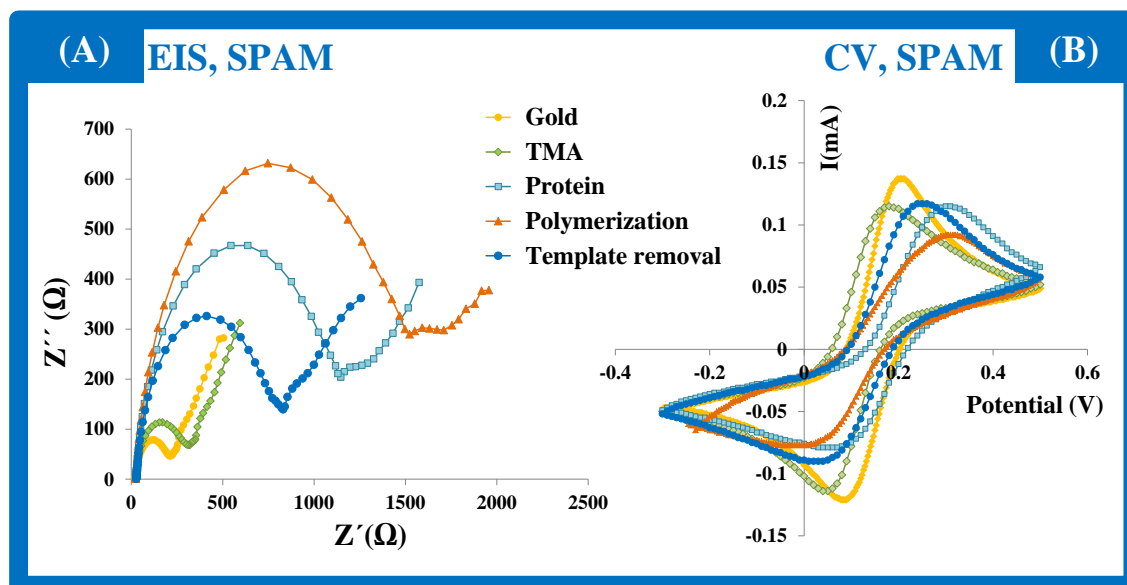 (A)
EIS, SPAM
CV, SPAM
(B)
Gold
TMA
Protein
Polymerization
Template removal
700
600
500
400
300
200
100
0
Z´´ (Ω)
0
500
1000
1500
2000
2500
Z´(Ω)
I(mA)
0.2
0.15
0.1
0.05
0
-0.05
-0.1
-0.15
-0.4
-0.2
0
0.2
0.4
0.6
Potential (V)